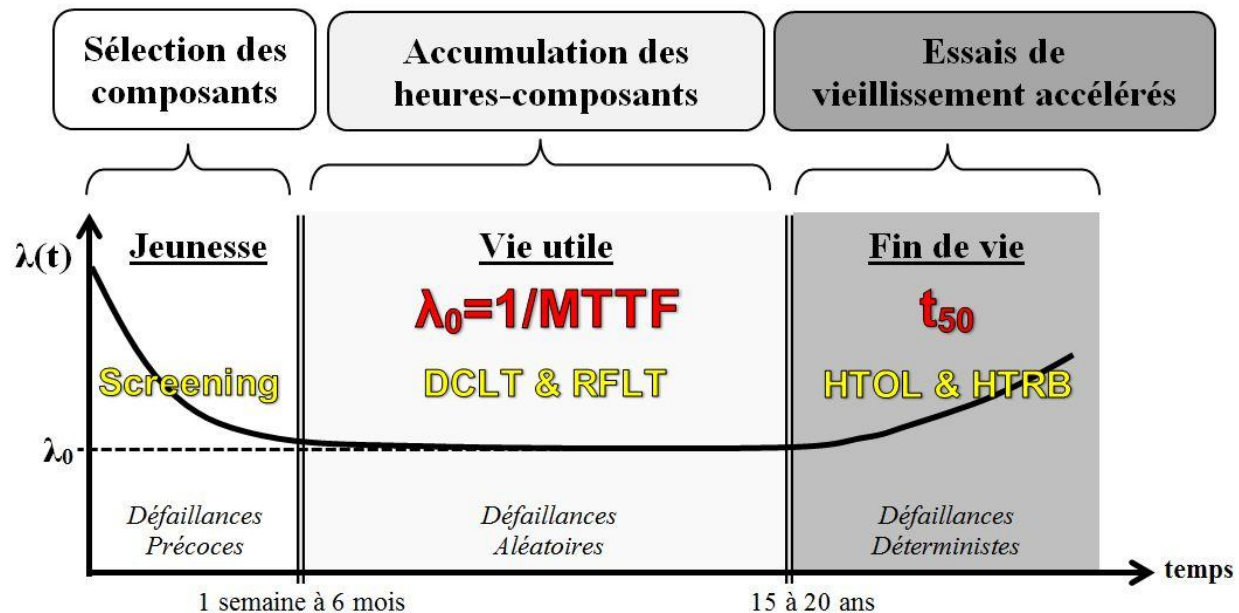 Sélection des
composants
Accumulation des
heures-composants
Essais de
vieillissement accélérés
λ(t)
Jeunesse
Vie utile
Fin de vie
λ0=1/MTTF
t50
Screening
DCLT & RFLT
HTOL & HTRB
λ0
Défaillances
Précoces
Défaillances
Aléatoires
Défaillances
Déterministes
temps
1 semaine à 6 mois
15 à 20 ans